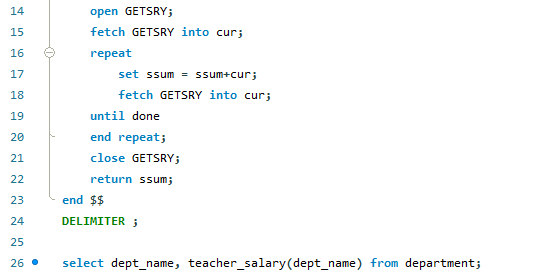 14 open GETSRY;
15 fetch GETSRY into cur;
16 repeat
17 set ssum = ssum+cur;
18 fetch GETSRY into cur;
19 until done
20 end repeat;
21 close GETSRY;
22 return ssum;
23 end $$
24 DELIMITER ;
25
26 select dept_name, teacher_salary(dept_name) from department;